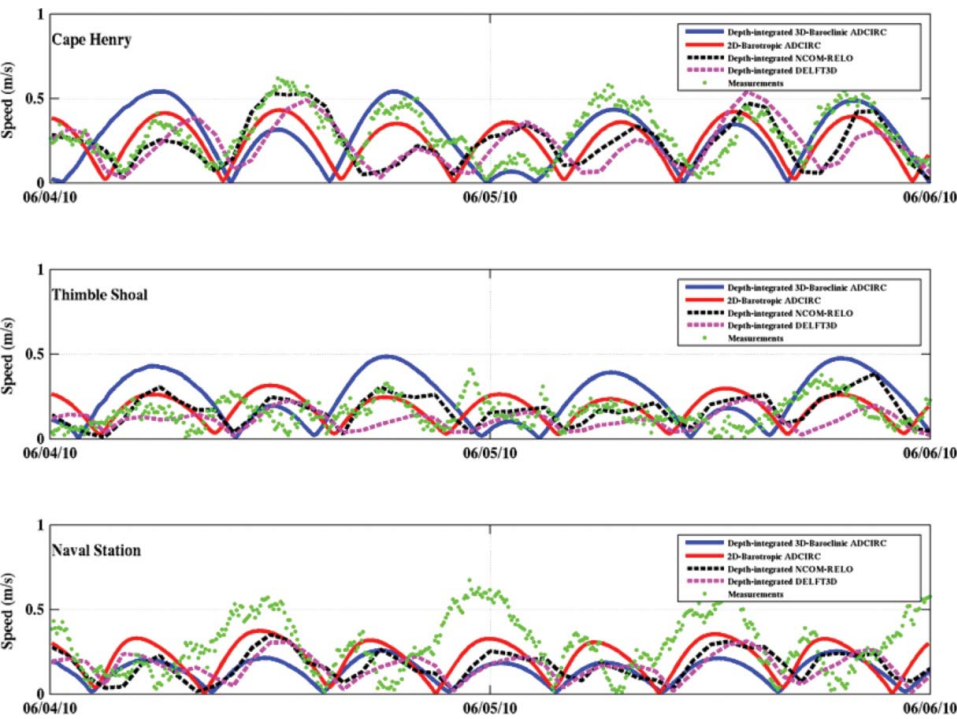 1
Cape Henry
Depth-integrated 3D-Baroclinic ADCIRC
2D-Barotropic ADCIRC
Depth-integrated NCOM-RELO
Depth-integrated DELFT3D
Measurements
Speed (m/s)
0.5
0
06/04/10 06/05/10 06/06/10
1
Thimble Shoal
Depth-integrated 3D-Baroclinic ADCIRC
2D-Barotropic ADCIRC
Depth-integrated NCOM-RELO
Depth-integrated DELFT3D
Measurements
Speed (m/s)
0.5
0
06/04/10 06/05/10 06/06/10
1
Naval Station
Depth-integrated 3D-Baroclinic ADCIRC
2D-Barotropic ADCIRC
Depth-integrated NCOM-RELO
Depth-integrated DELFT3D
Measurements
Speed (m/s)
0.5
0
06/04/10 06/05/10 06/06/10